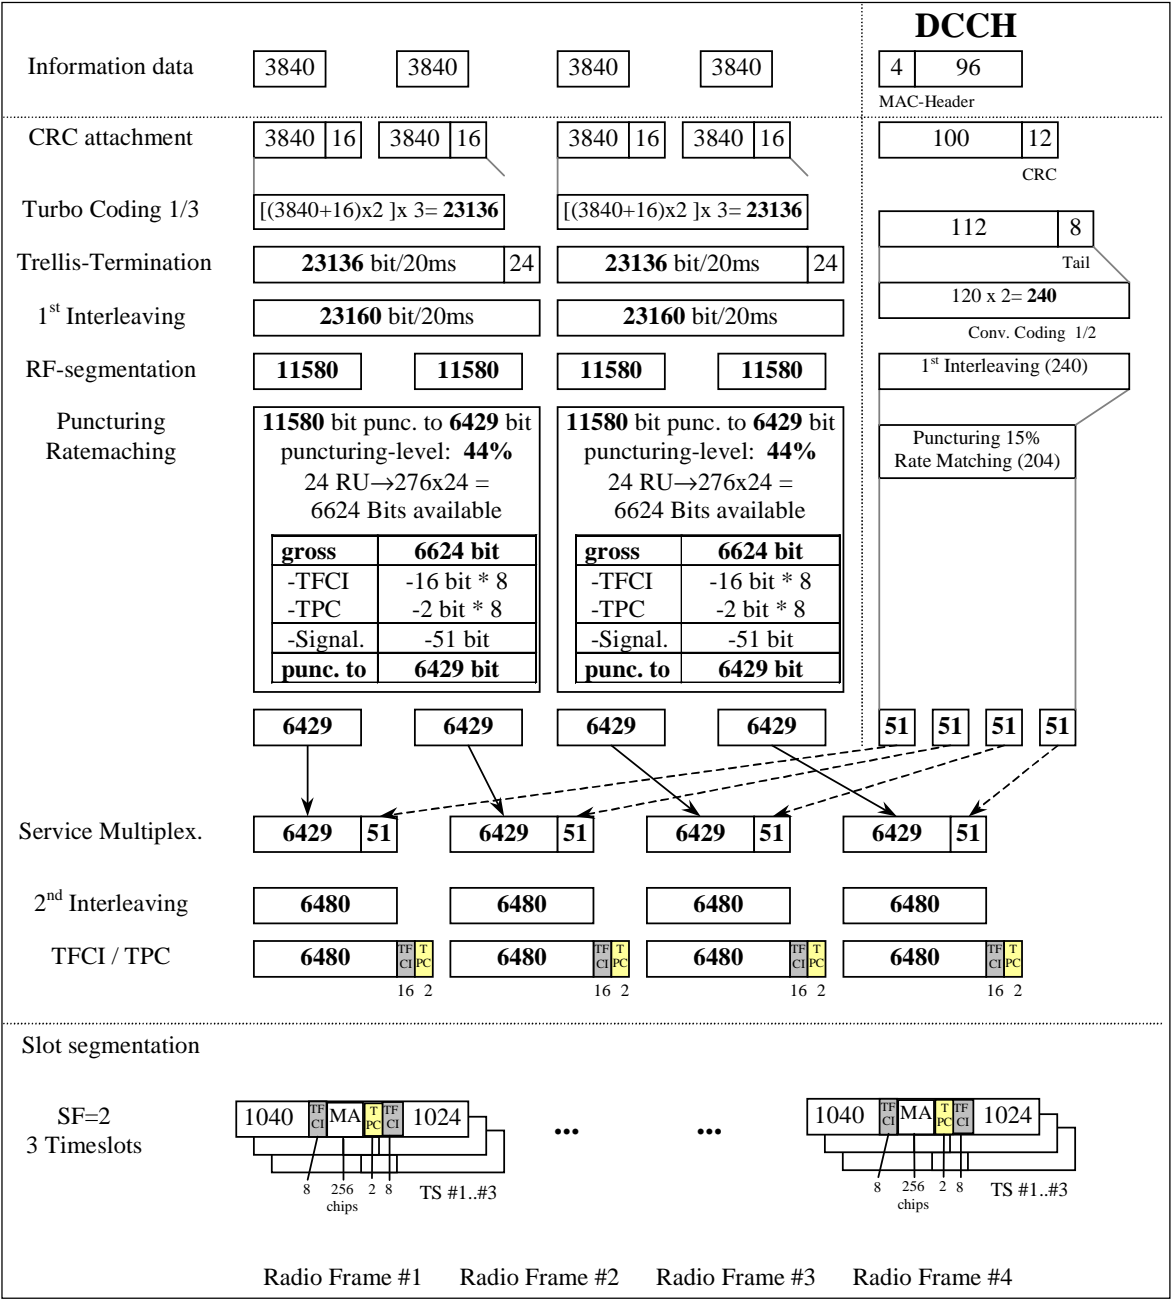 DCCH
Information data 3840 3840 3840 3840 4 96
MAC-Header
CRC attachment 3840 16 3840 16 3840 16 3840 16 100 12
CRC
Turbo Coding 1/3 [(3840+16)x2 ]x 3= 23136 [(3840+16)x2 ]x 3= 23136
112 8
Trellis-Termination 23136 bit/20ms 24 23136 bit/20ms 24
Tail
120 x 2= 240
1st Interleaving 23160 bit/20ms 23160 bit/20ms
Conv. Coding 1/2
RF-segmentation 11580 11580 11580 11580 1st Interleaving (240)
Puncturing
Ratemaching
11580 bit punc. to 6429 bit
puncturing-level: 44%
24 RU→276x24 =
6624 Bits available
gross 6624 bit
-TFCI -16 bit * 8
-TPC -2 bit * 8
-Signal. -51 bit
punc. to 6429 bit
11580 bit punc. to 6429 bit
puncturing-level: 44%
24 RU→276x24 =
6624 Bits available
gross 6624 bit
-TFCI -16 bit * 8
-TPC -2 bit * 8
-Signal. -51 bit
punc. to 6429 bit
Puncturing 15%
Rate Matching (204)
6429 6429 6429 6429 51 51 51 51
Service Multiplex. 6429 51 6429 51 6429 51 6429 51
2nd Interleaving 6480 6480 6480 6480
TFCI / TPC 6480 TF CI T PC 6480 TF CI T PC 6480 TF CI T PC 6480 TF CI T PC
16 2 16 2 16 2 16 2
Slot segmentation
SF=2
3 Timeslots
1040 TF CI MA T PC TF CI 1024
8 256 2 8 TS #1..#3
chips
... ...
1040 TF CI MA T PC TF CI 1024
8 256 2 8 TS #1..#3
chips
Radio Frame #1 Radio Frame #2 Radio Frame #3 Radio Frame #4